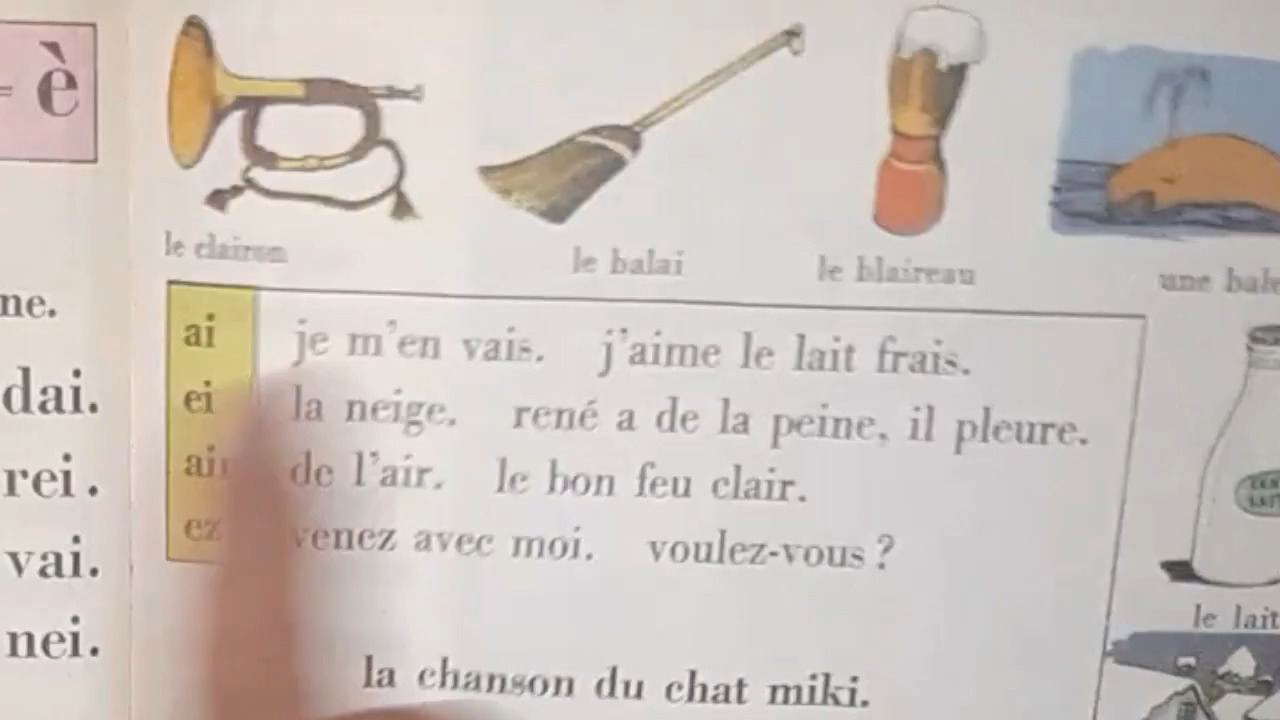 = è
le clairon
le balai
le blaireau
une
ne.
dai.
rei.
vai.
nei.
ai je m'en vais. j'aime le lait frais.
ei la neige. rené a de la peine, il pleure.
de l'air. le bon feu clair.
ez venez avec moi. voulez-vous ?
le lait
la chanson du chat miki.